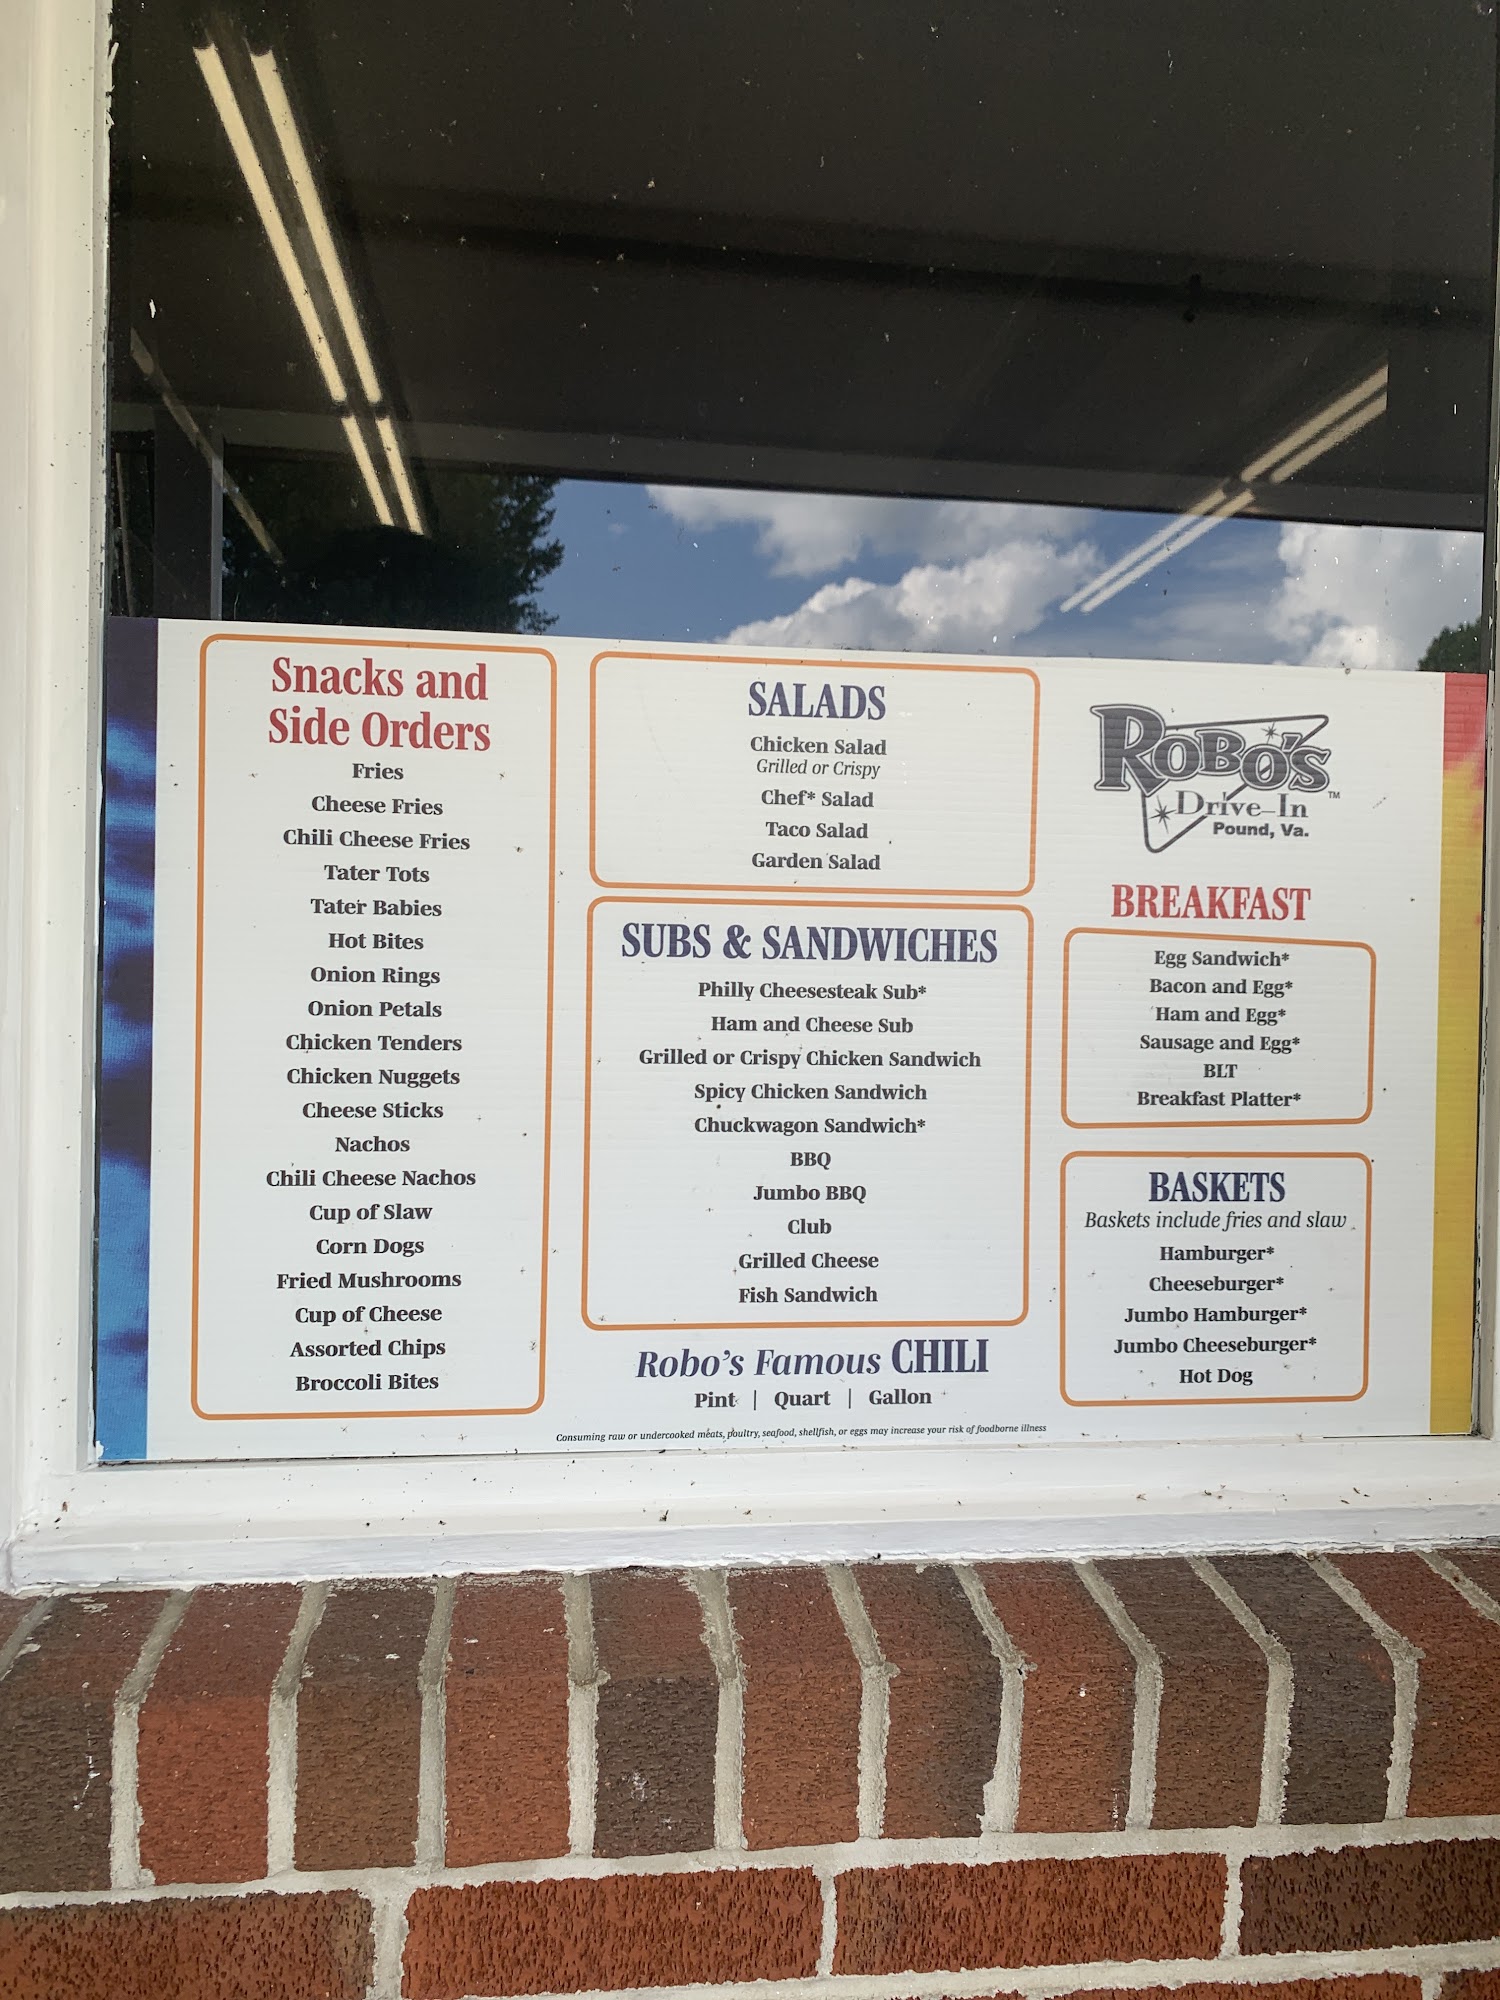 Snacks and
Side Orders
Fries
Cheese Fries
Chili Cheese Fries
Tater Tots
Tater Babies
Hot Bites
Onion Rings
Onion Petals
Chicken Tenders
Chicken Nuggets
Cheese Sticks
Nachos
Chili Cheese Nachos
Cup of Slaw
Corn Dogs
Fried Mushrooms
Cup of Cheese
Assorted Chips
Broccoli Bites
SALADS
Chicken Salad
Grilled or Crispy
Chef* Salad
Taco Salad
Garden Salad
SUBS & SANDWICHES
Philly Cheesesteak Sub*
Ham and Cheese Sub
Grilled or Crispy Chicken Sandwich
Spicy Chicken Sandwich
Chuckwagon Sandwich*
BBQ
Jumbo BBQ
Club
Grilled Cheese
Fish Sandwich
Robo's Famous CHILI
Pint | Quart | Gallon
Consuming raw or undercooked meats, poultry, seafood, shellfish, or eggs may increase your risk of foodborne illness
ROBO'S
Drive-In ™
Pound, Va.
BREAKFAST
Egg Sandwich*
Bacon and Egg*
Ham and Egg*
Sausage and Egg*
BLT
Breakfast Platter*
BASKETS
Baskets include fries and slaw
Hamburger*
Cheeseburger*
Jumbo Hamburger*
Jumbo Cheeseburger*
Hot Dog